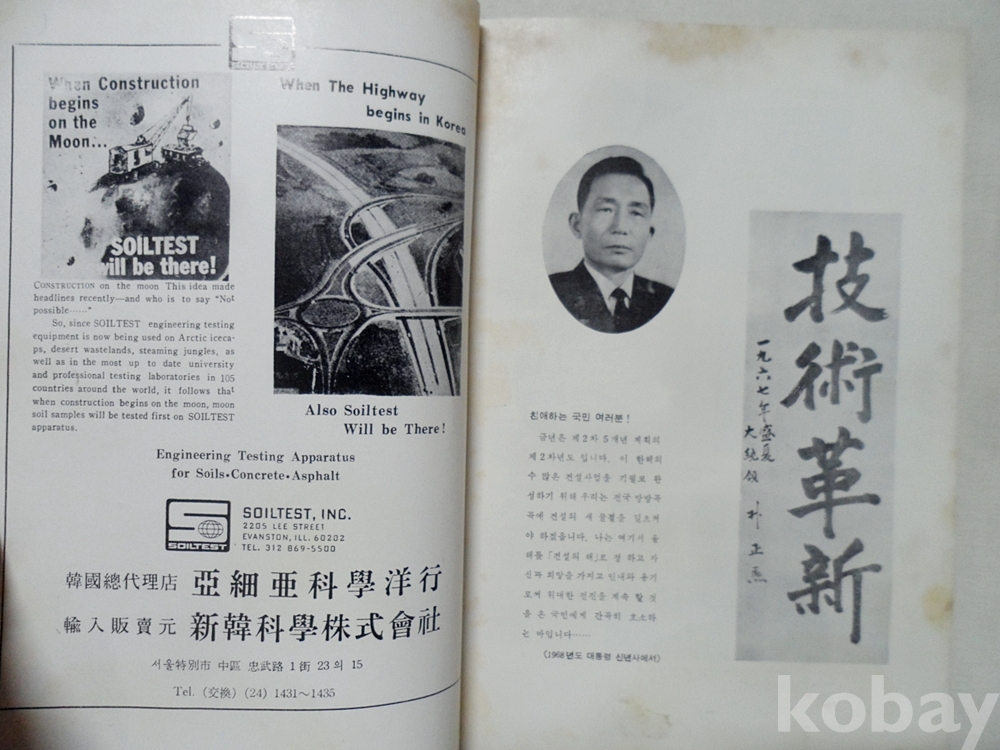 When Construction
begins
on the
Moon...
SOILTEST
will be there!
CONSTRUCTION on the moon This idea made
headlines recently—and who is to say "Not
possible……"
So, since SOILTEST engineering testing
equipment is now being used on Arctic iceca-
ps, desert wastelands, steaming jungles, as
well as in the most up to date university
and professional testing laboratories in 105
countries around the world, it follows that
when construction begins on the moon, moon
soil samples will be tested first on SOILTEST
apparatus.
When The Highway
begins in Korea
Also Soiltest
Will be There!
Engineering Testing Apparatus
for Soils•Concrete•Asphalt
SOILTEST
SOILTEST, INC.
2205 LEE STREET
EVANSTON, ILL. 60202
TEL. 312 869-5500
韓國總代理店 亞細亞科學洋行
輸入販賣元 新韓科學株式會社
서울特別市 中區 忠武路 1街 23의 15
Tel. (交換) (24) 1431～1435
技術革新
一九六七年盛夏
大統領 朴正熙
친애하는 국민 여러분!
금년은 제2차 5개년 계획의
제2차년도 입니다. 이 한해의
수 많은 건설사업을 기필코 완
성하기 위해 우리는 전국 방방곡
곡에 건설의 새 물결을 일으켜
야 하겠읍니다. 나는 여기서 올
해를 「건설의 해」로 정 하고 자
신과 희망을 가지고 인내와 용기
로써 위대한 전진을 계속 할 것
을 온 국민에게 간곡히 호소하
는 바입니다……
(1968년도 대통령 신년사에서)
kobay